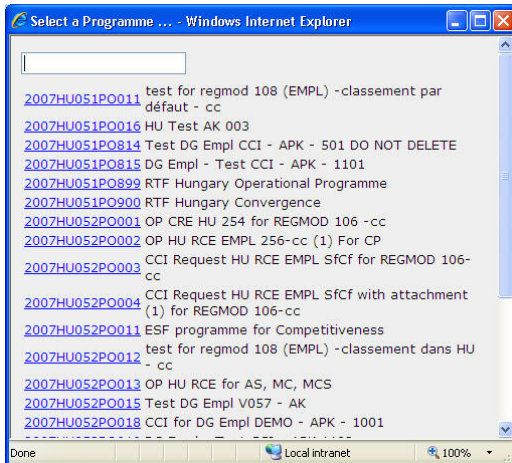 Select a Programme ... - Windows Internet Explorer
2007HU051PO011 test for regmod 108 (EMPL) -classement par
défaut - cc
2007HU051PO016 HU Test AK 003
2007HU051PO814 Test DG Empl CCI - APK - 501 DO NOT DELETE
2007HU051PO815 DG Empl - Test CCI - APK - 1101
2007HU051PO899 RTF Hungary Operational Programme
2007HU051PO900 RTF Hungary Convergence
2007HU052PO001 OP CRE HU 254 for REGMOD 106 -cc
2007HU052PO002 OP HU RCE EMPL 256-cc (1) For CP
2007HU052PO003 CCI Request HU RCE EMPL SfCf for REGMOD 106-
cc
2007HU052PO004 CCI Request HU RCE EMPL SfCf with attachment
(1) for REGMOD 106-cc
2007HU052PO011 ESF programme for Competitiveness
2007HU052PO012 test for regmod 108 (EMPL) -classement dans HU
- cc
2007HU052PO013 OP HU RCE for AS, MC, MCS
2007HU052PO015 Test DG Empl V057 - AK
2007HU052PO018 CCI for DG Empl DEMO - APK - 1001
Done Local intranet 100%